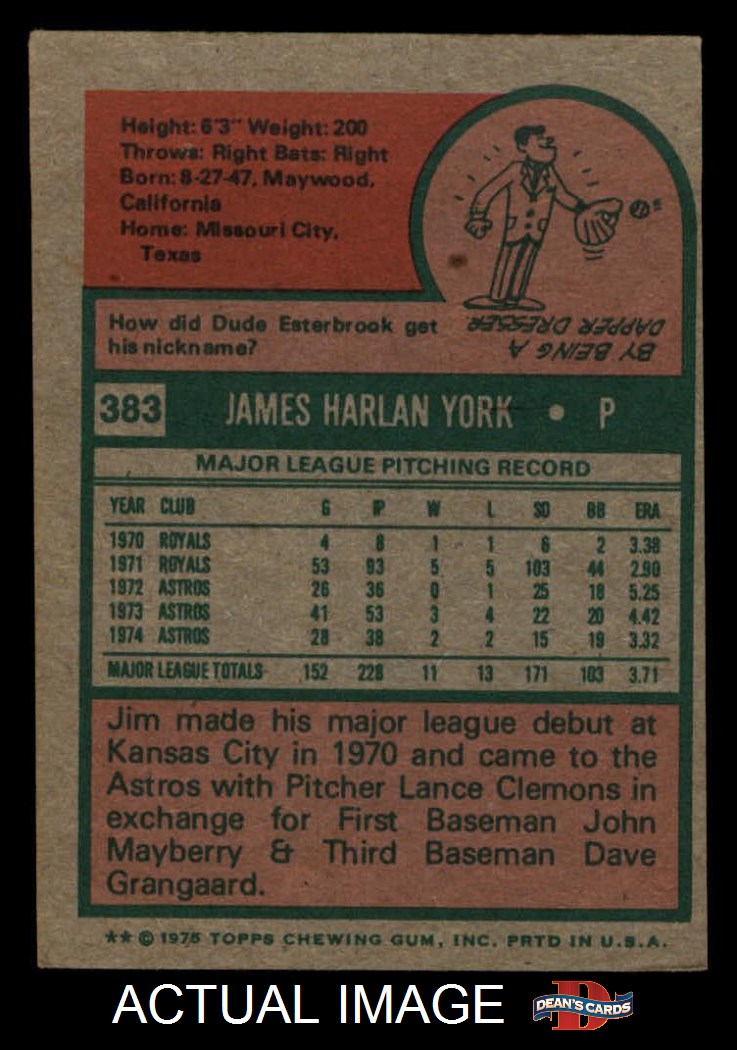 Height: 6'3" Weight: 200
Throws: Right Bats: Right
Born: 8-27-47, Maywood,
California
Home: Missouri City,
Texas
How did Dude Esterbrook get
his nickname?
BY BEING A
DAPPER DRESSER.
383 JAMES HARLAN YORK • P
MAJOR LEAGUE PITCHING RECORD
YEAR CLUB G IP W L SO BB ERA
1970 ROYALS 4 8 1 1 6 2 3.38
1971 ROYALS 53 93 5 5 103 44 2.90
1972 ASTROS 26 36 0 1 25 18 5.25
1973 ASTROS 41 53 3 4 22 20 4.42
1974 ASTROS 28 38 2 2 15 19 3.32
MAJOR LEAGUE TOTALS 152 228 11 13 171 103 3.71
Jim made his major league debut at
Kansas City in 1970 and came to the
Astros with Pitcher Lance Clemons in
exchange for First Baseman John
Mayberry & Third Baseman Dave
Grangaard.
** © 1975 TOPPS CHEWING GUM, INC. PRTD IN U.S.A.
ACTUAL IMAGE
D
DEAN'S CARDS